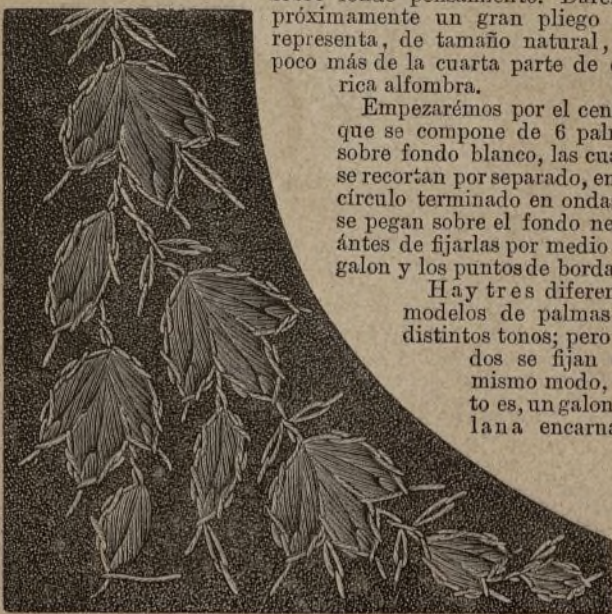 próximamente un gran pliego
representa, de tamaño natural,
poco más de la cuarta parte de
rica alfombra.
Empezarémos por el cen
que se compone de 6 palm
sobre fondo blanco, las cua
se recortan por separado, en
círculo terminado en onda
se pegan sobre el fondo ne
ántes de fijarlas por medio
galon y los puntos de borda
Hay tres diferen
modelos de palmas
distintos tonos; pero
dos se fijan
mismo modo,
to es, un galon
lana encarna